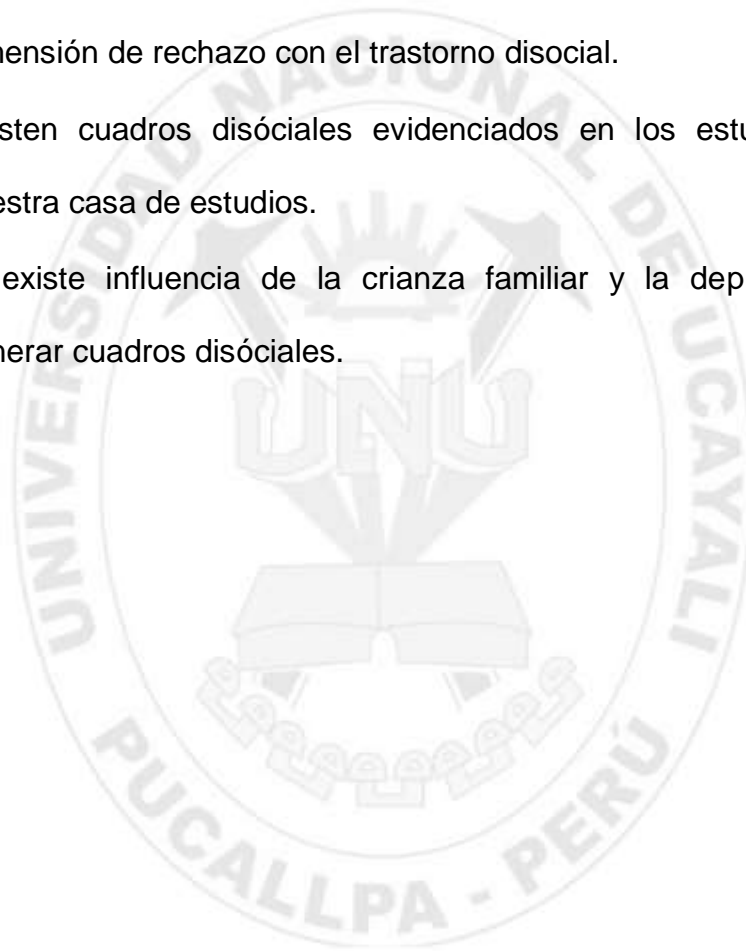 mensión de rechazo con el trastorno disocial.
sten cuadros disóciales evidenciados en los estu
estra casa de estudios.
existe influencia de la crianza familiar y la dep
nerar cuadros disóciales.
UNIVERSIDAD NACIONAL DE UCAYALI
UNU
PUCALLPA - PERÚ